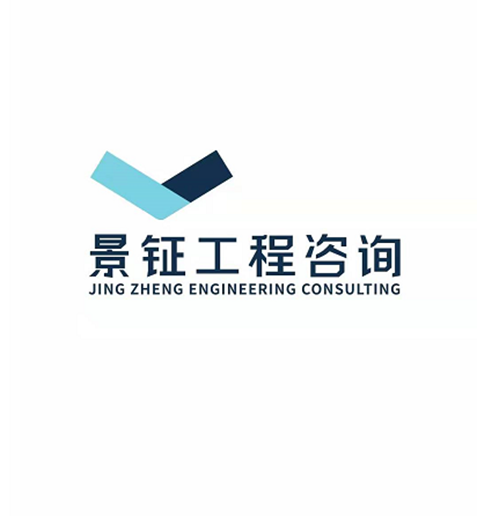 景钲工程咨询
JING ZHENG ENGINEERING CONSULTING